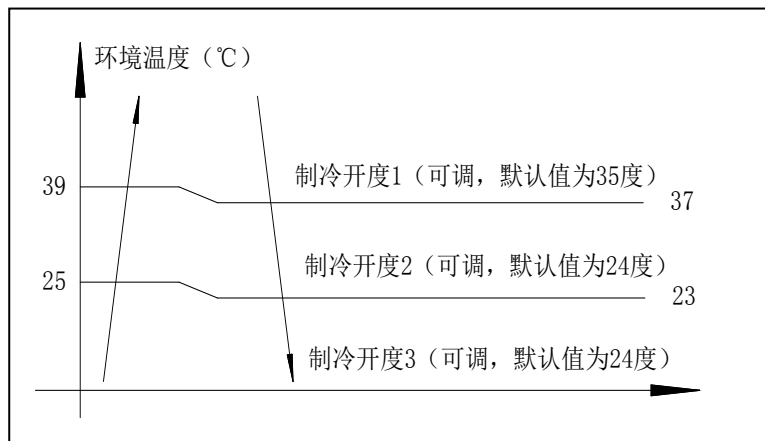 环境温度（℃）
制冷开度1（可调，默认值为35度）
39
37
制冷开度2（可调，默认值为24度）
25
23
制冷开度3（可调，默认值为24度）